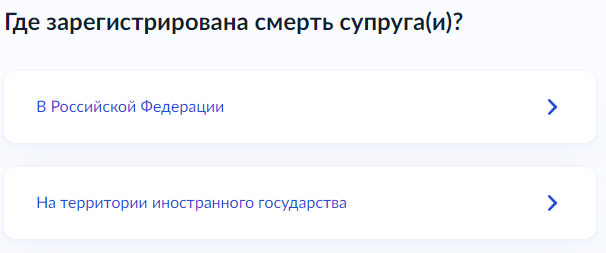 Где зарегистрирована смерть супруга(и)?
В Российской Федерации
На территории иностранного государства